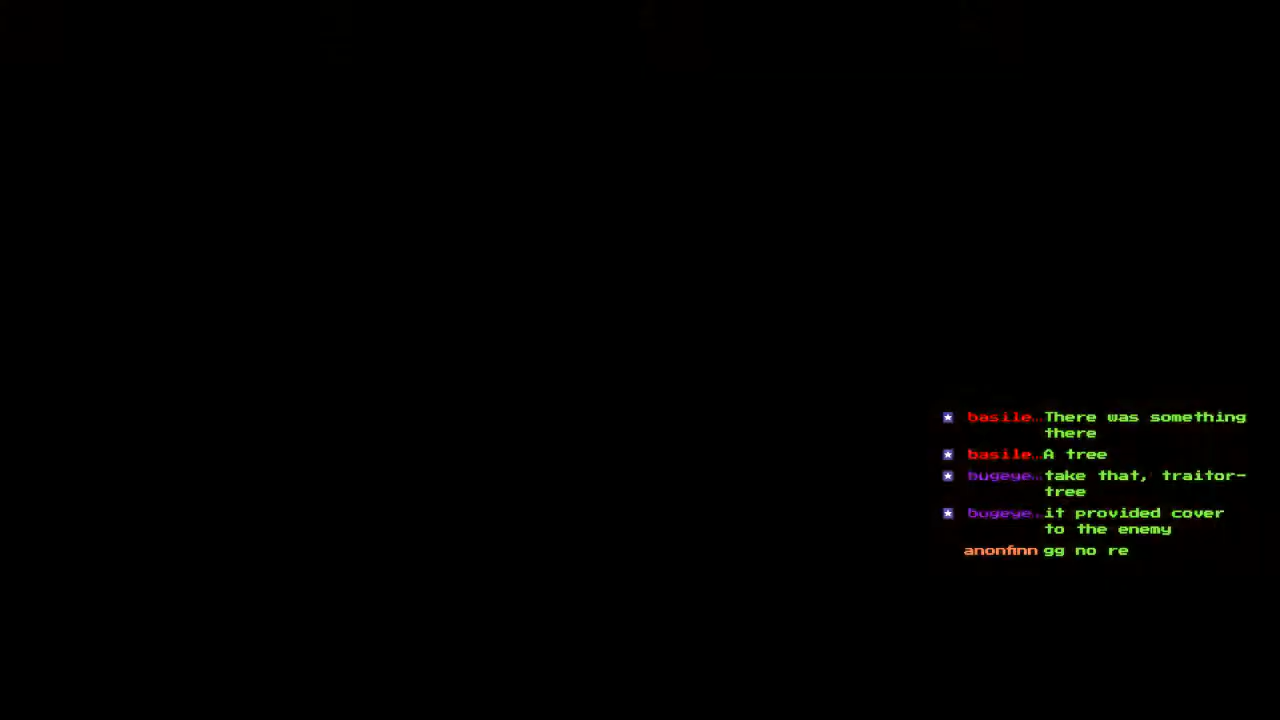 basile… There was something
there
basile… A tree
bugeye… take that, traitor-
tree
bugeye… it provided cover
to the enemy
anonfinn gg no re